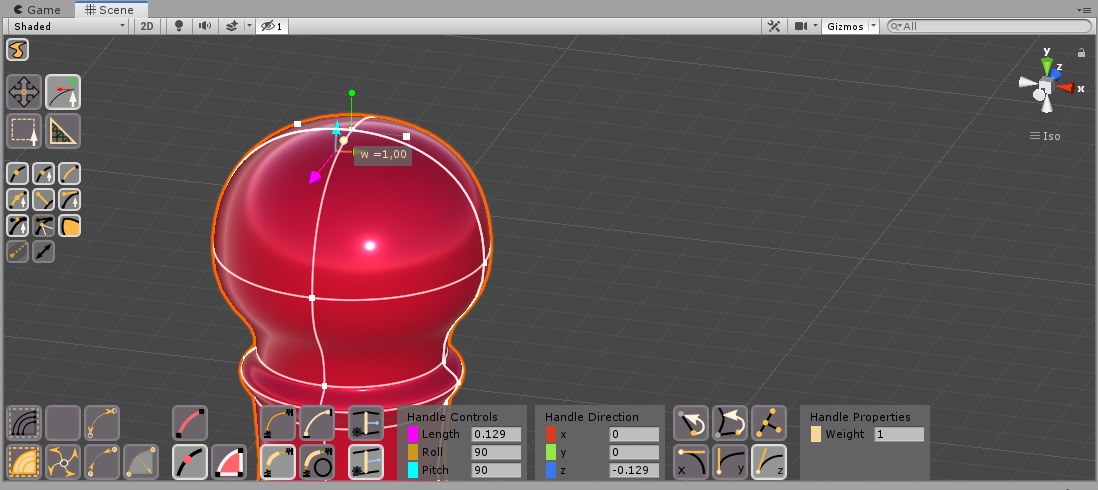 Game Scene
Shaded 2D 1 Gizmos All
y
z
x
Iso
w =1,00
Handle Controls Handle Direction Handle Properties
Length 0.129 x 0 Weight 1
Roll 90 y 0
Pitch 90 z -0.129
x y z